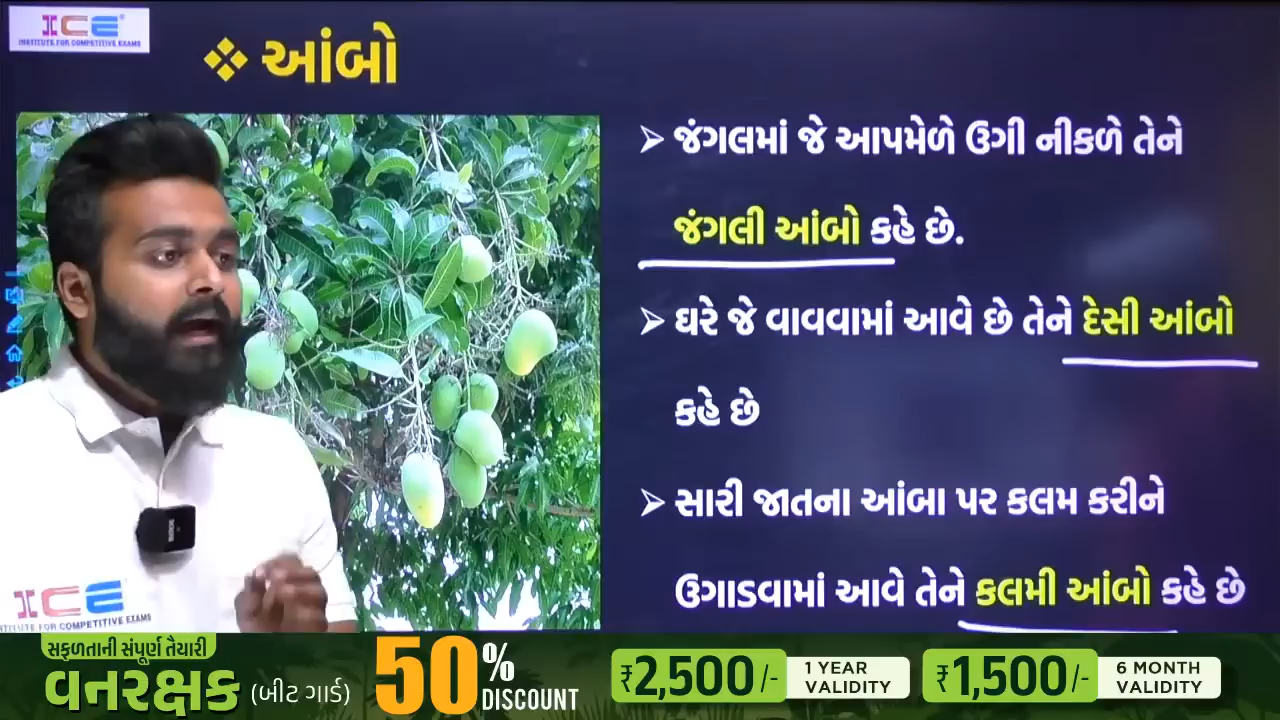 ICE
INSTITUTE FOR COMPETITIVE EXAMS
❖ આંબો
➢ જંગલમાં જે આપમેળે ઉગી નીકળે તેને
જંગલી આંબો કહે છે.
➢ ઘરે જે વાવવામાં આવે છે તેને દેસી આંબો
કહે છે
➢ સારી જાતના આંબા પર કલમ કરીને
ઉગાડવામાં આવે તેને કલમી આંબો કહે છે
ICE
INSTITUTE FOR COMPETITIVE EXAMS
સફળતાની સંપૂર્ણ તૈયારી
વનરક્ષક (બીટ ગાર્ડ)
50% DISCOUNT
₹2,500/- 1 YEAR VALIDITY
₹1,500/- 6 MONTH VALIDITY